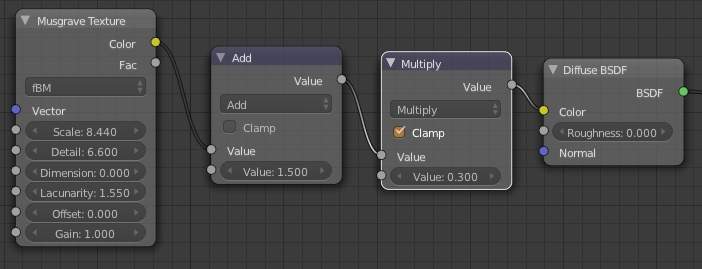 Musgrave Texture
Color
Fac
fBM
Vector
Scale: 8.440
Detail: 6.600
Dimension: 0.000
Lacunarity: 1.550
Offset: 0.000
Gain: 1.000
Add
Value
Add
Clamp
Value
Value: 1.500
Multiply
Value
Multiply
Clamp
Value
Value: 0.300
Diffuse BSDF
BSDF
Color
Roughness: 0.000
Normal